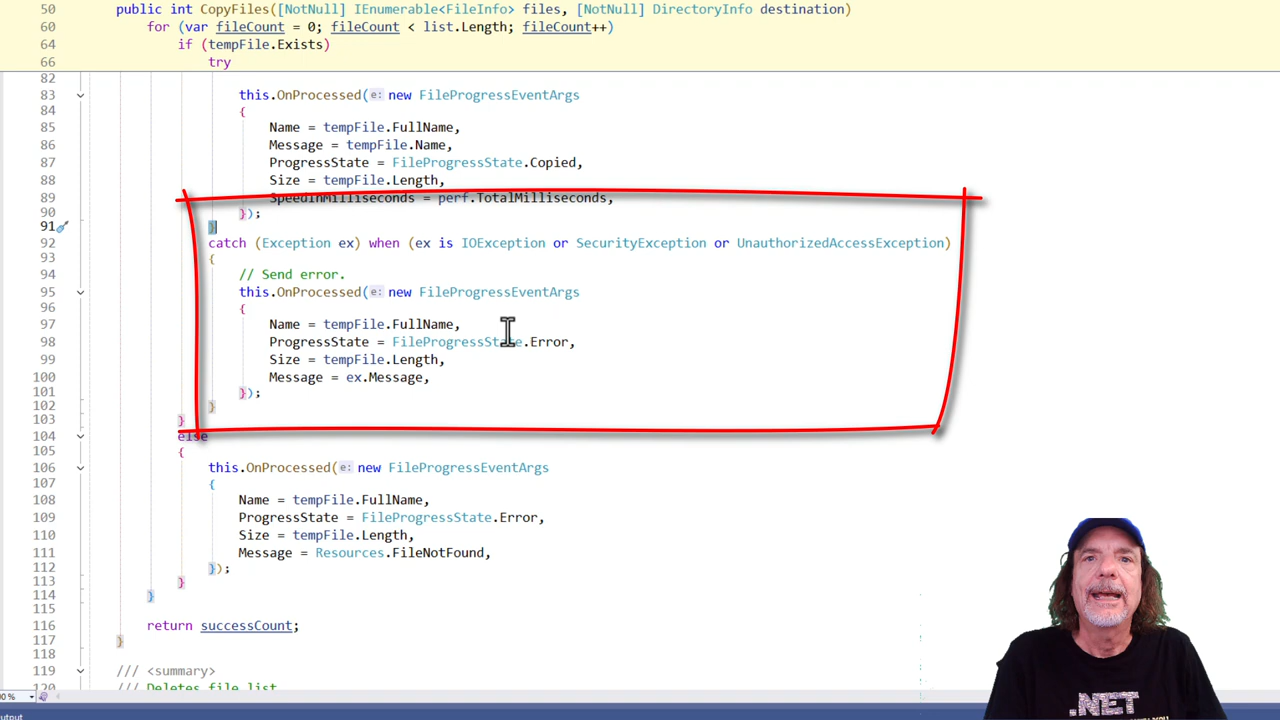 50 public int CopyFiles([NotNull] IEnumerable<FileInfo> files, [NotNull] DirectoryInfo destination)
60 for (var fileCount = 0; fileCount < list.Length; fileCount++)
64 if (tempFile.Exists)
66 try
82
83 this.OnProcessed(e: new FileProgressEventArgs
84 {
85 Name = tempFile.FullName,
86 Message = tempFile.Name,
87 ProgressState = FileProgressState.Copied,
88 Size = tempFile.Length,
89 SpeedInMilliseconds = perf.TotalMilliseconds,
90 });
91 }
92 catch (Exception ex) when (ex is IOException or SecurityException or UnauthorizedAccessException)
93 {
94 // Send error.
95 this.OnProcessed(e: new FileProgressEventArgs
96 {
97 Name = tempFile.FullName,
98 ProgressState = FileProgressState.Error,
99 Size = tempFile.Length,
100 Message = ex.Message,
101 });
102 }
103 }
104 else
105 {
106 this.OnProcessed(e: new FileProgressEventArgs
107 {
108 Name = tempFile.FullName,
109 ProgressState = FileProgressState.Error,
110 Size = tempFile.Length,
111 Message = Resources.FileNotFound,
112 });
113 }
114 }
115
116 return successCount;
117 }
118
119 /// <summary>
120 /// Deletes file list.
.NET